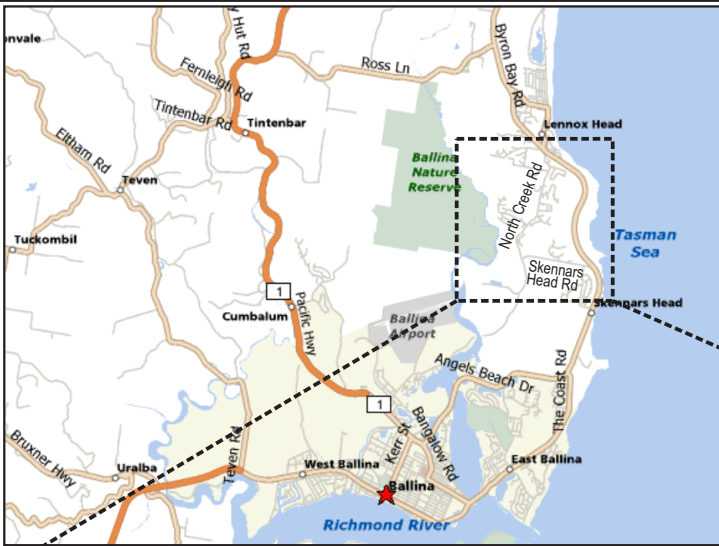 onvale
y Hut Rd
Fernleigh Rd
Tintenbar Rd
Tintenbar
Ross Ln
Byron Bay Rd
Lennox Head
Eltham Rd
Teven
Ballina
Nature
Reserve
North Creek Rd
Tuckombil
Tasman
Sea
Skennars
Head Rd
1
Pacific Hwy
Cumbalum
Skennars Head
Ballina
Airport
Angels Beach Dr
The Coast Rd
1
Bangalow Rd
Kerr St
Bruxner Hwy
Teven Rd
Uralba
West Ballina
East Ballina
Ballina
Richmond River